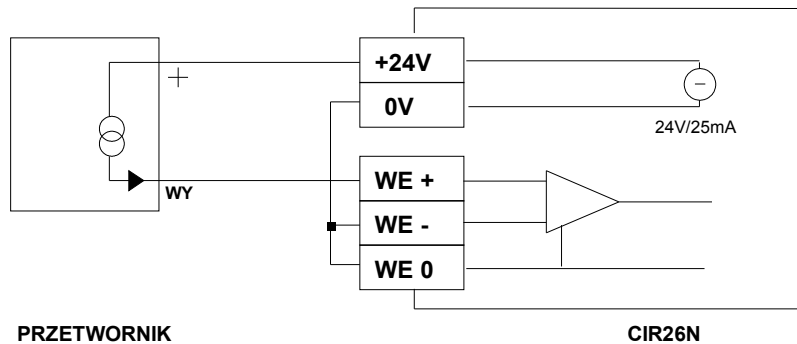 +24V
+
0V
24V/25mA
WE +
WY
WE -
WE 0
PRZETWORNIK
CIR26N